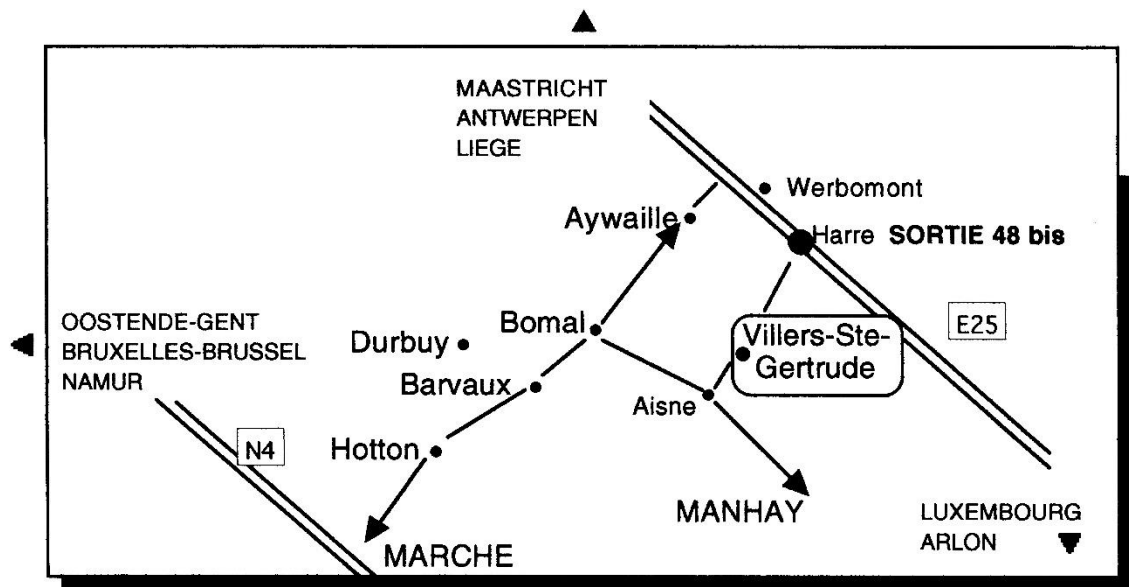 MAASTRICHT
ANTWERPEN
LIEGE
Werbomont
Aywaille
Harre SORTIE 48 bis
OOSTENDE-GENT
BRUXELLES-BRUSSEL
NAMUR
Durbuy
Bomal
Villers-Ste-
Gertrude
E25
Barvaux
Aisne
N4
Hotton
MANHAY
LUXEMBOURG
ARLON
MARCHE